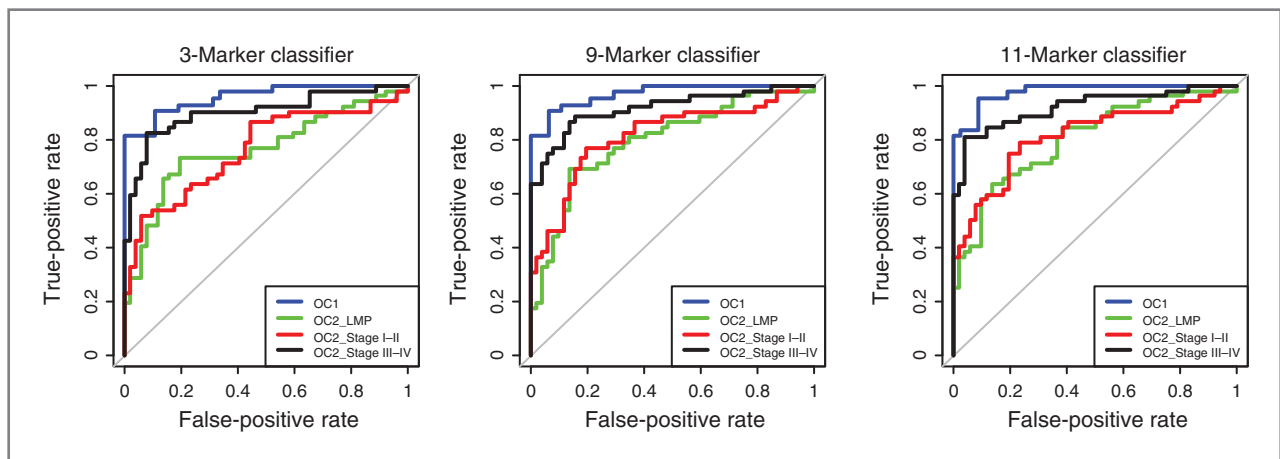 3-Marker classifier
True-positive rate
1
0.8
0.6
0.4
0.2
0
0 0.2 0.4 0.6 0.8 1
False-positive rate
OC1
OC2_LMP
OC2_Stage I–II
OC2_Stage III–IV
9-Marker classifier
True-positive rate
1
0.8
0.6
0.4
0.2
0
0 0.2 0.4 0.6 0.8 1
False-positive rate
OC1
OC2_LMP
OC2_Stage I–II
OC2_Stage III–IV
11-Marker classifier
True-positive rate
1
0.8
0.6
0.4
0.2
0
0 0.2 0.4 0.6 0.8 1
False-positive rate
OC1
OC2_LMP
OC2_Stage I–II
OC2_Stage III–IV